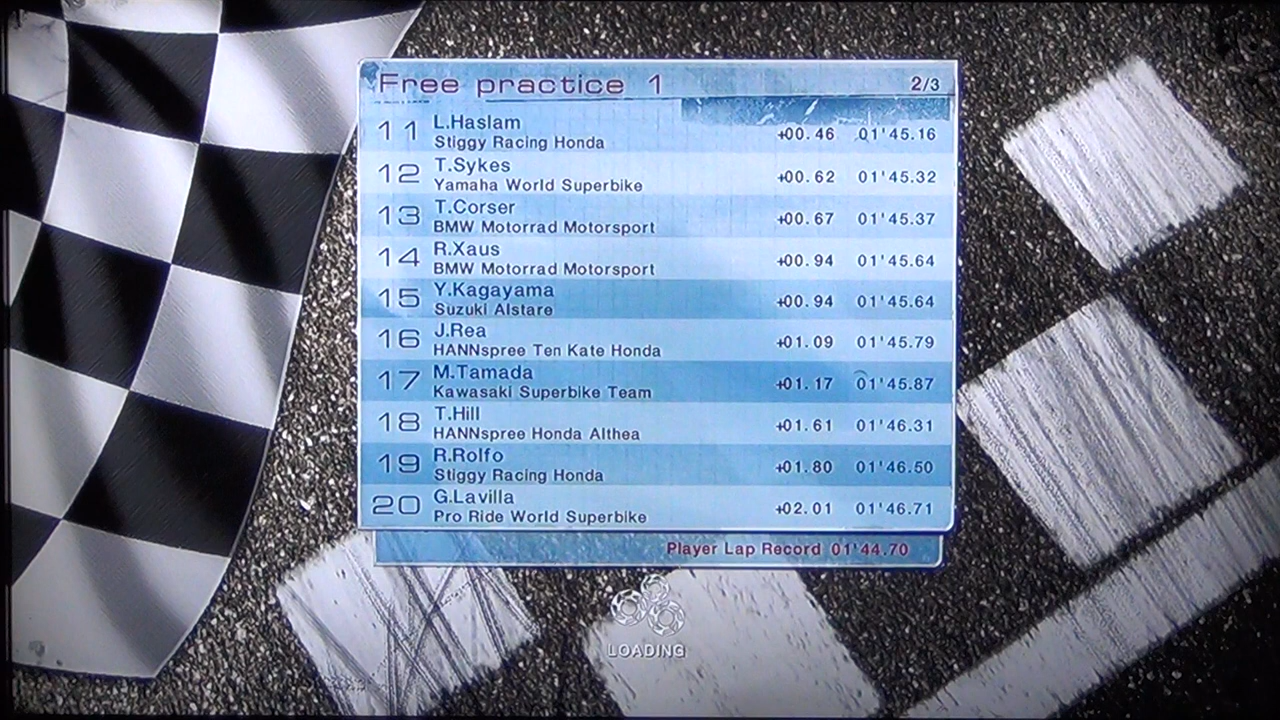 Free practice 1 2/3
11 L.Haslam +00.46 01'45.16
Stiggy Racing Honda
12 T.Sykes +00.62 01'45.32
Yamaha World Superbike
13 T.Corser +00.67 01'45.37
BMW Motorrad Motorsport
14 R.Xaus +00.94 01'45.64
BMW Motorrad Motorsport
15 Y.Kagayama +00.94 01'45.64
Suzuki Alstare
16 J.Rea +01.09 01'45.79
HANNspree Ten Kate Honda
17 M.Tamada +01.17 01'45.87
Kawasaki Superbike Team
18 T.Hill +01.61 01'46.31
HANNspree Honda Althea
19 R.Rolfo +01.80 01'46.50
Stiggy Racing Honda
20 G.Lavilla +02.01 01'46.71
Pro Ride World Superbike
Player Lap Record 01'44.70
LOADING